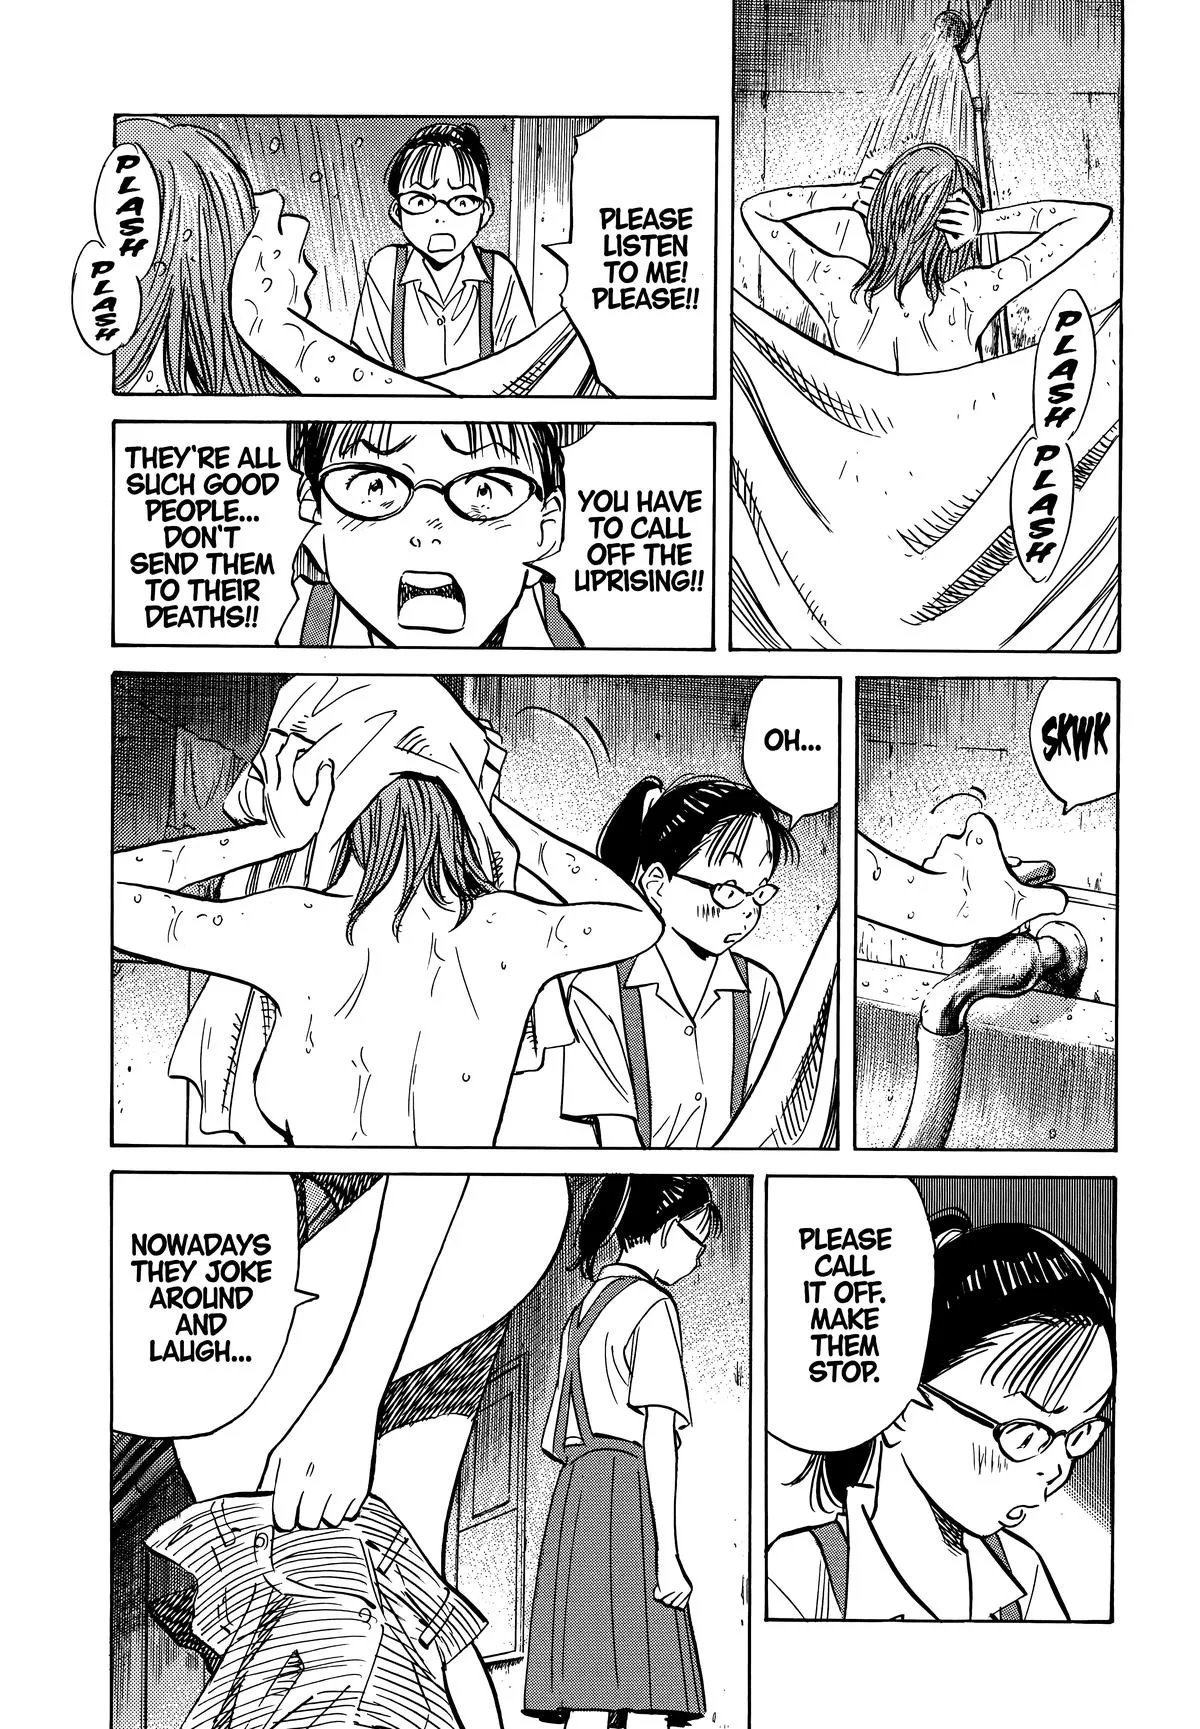 PLASH
PLASH
PLEASE
LISTEN
TO ME!
PLEASE!!
PLASH
PLASH
YOU HAVE
TO CALL
OFF THE
UPRISING!!
THEY'RE ALL
SUCH GOOD
PEOPLE...
DON'T
SEND THEM
TO THEIR
DEATHS!!
SKWK
OH...
PLEASE
CALL
IT OFF.
MAKE
THEM
STOP.
NOWADAYS
THEY JOKE
AROUND
AND
LAUGH...